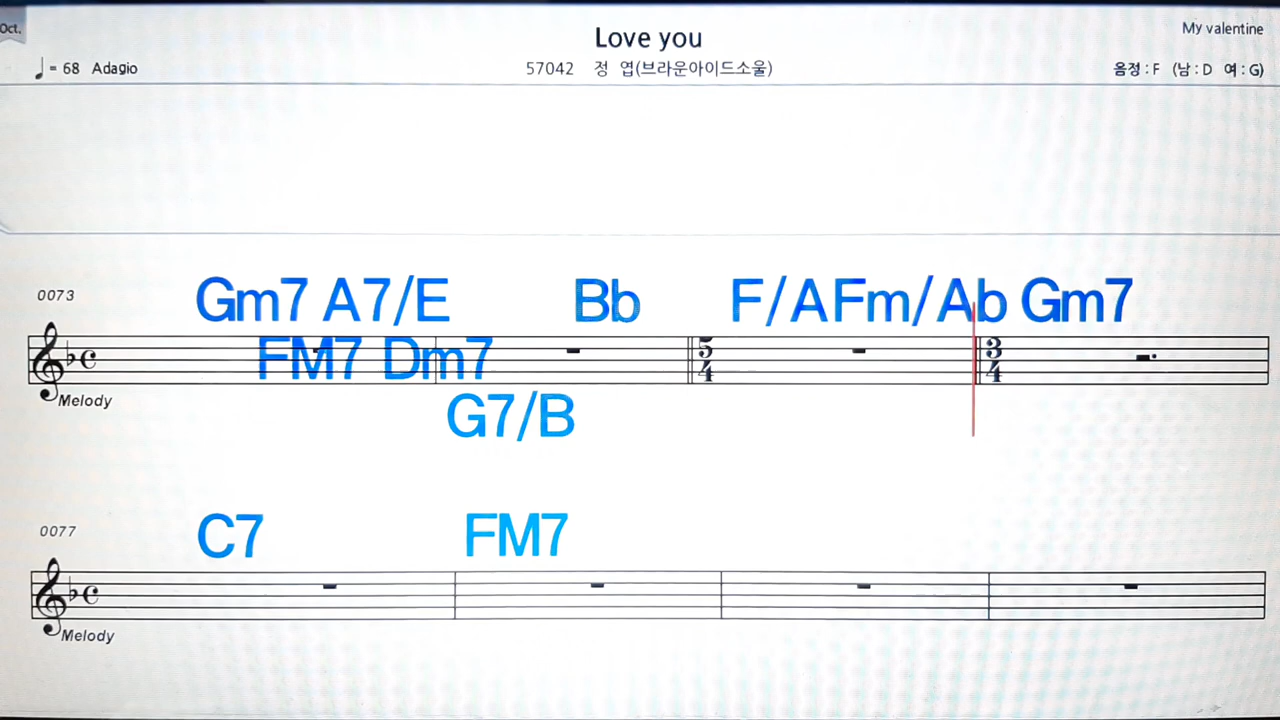 Oct.
Love you
My valentine
♩ = 68 Adagio
57042 정 엽(브라운아이드소울)
음정 : F (남 : D 여 : G)
0073
Gm7 A7/E Bb F/A Fm/Ab Gm7
FM7 Dm7
5
4
3
4
Melody
G7/B
0077
C7 FM7
Melody